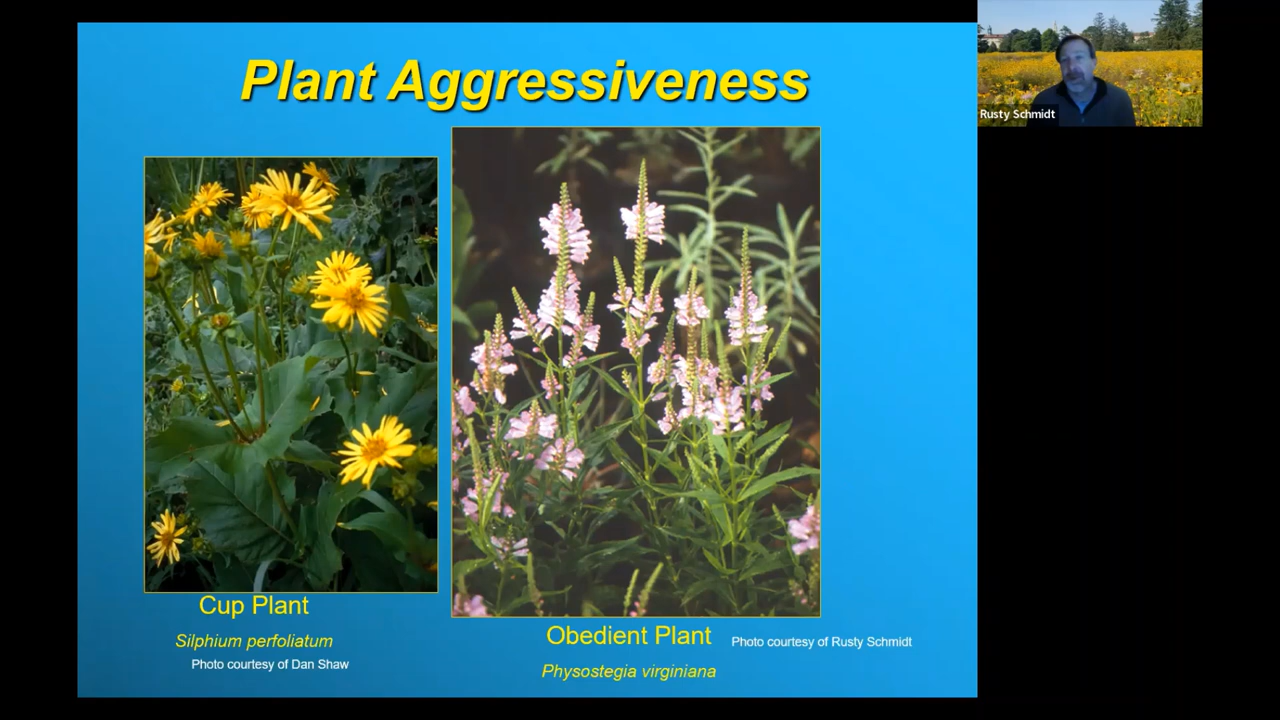 Plant Aggressiveness
Rusty Schmidt
Cup Plant
Silphium perfoliatum
Photo courtesy of Dan Shaw
Obedient Plant
Photo courtesy of Rusty Schmidt
Physostegia virginiana